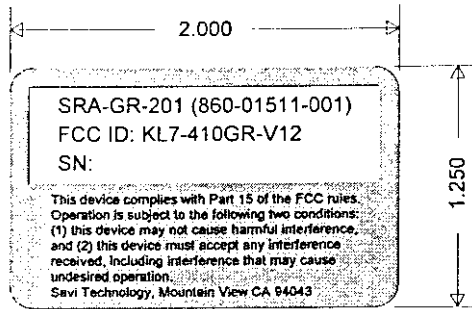 2.000
SRA-GR-201 (860-01511-001)
FCC ID: KL7-410GR-V12
SN:
This device complies with Part 15 of the FCC rules.
Operation is subject to the following two conditions:
(1) this device may not cause harmful interference,
and (2) this device must accept any interference
received, including interference that may cause
undesired operation.
Savi Technology, Mountain View CA 94043
1.250